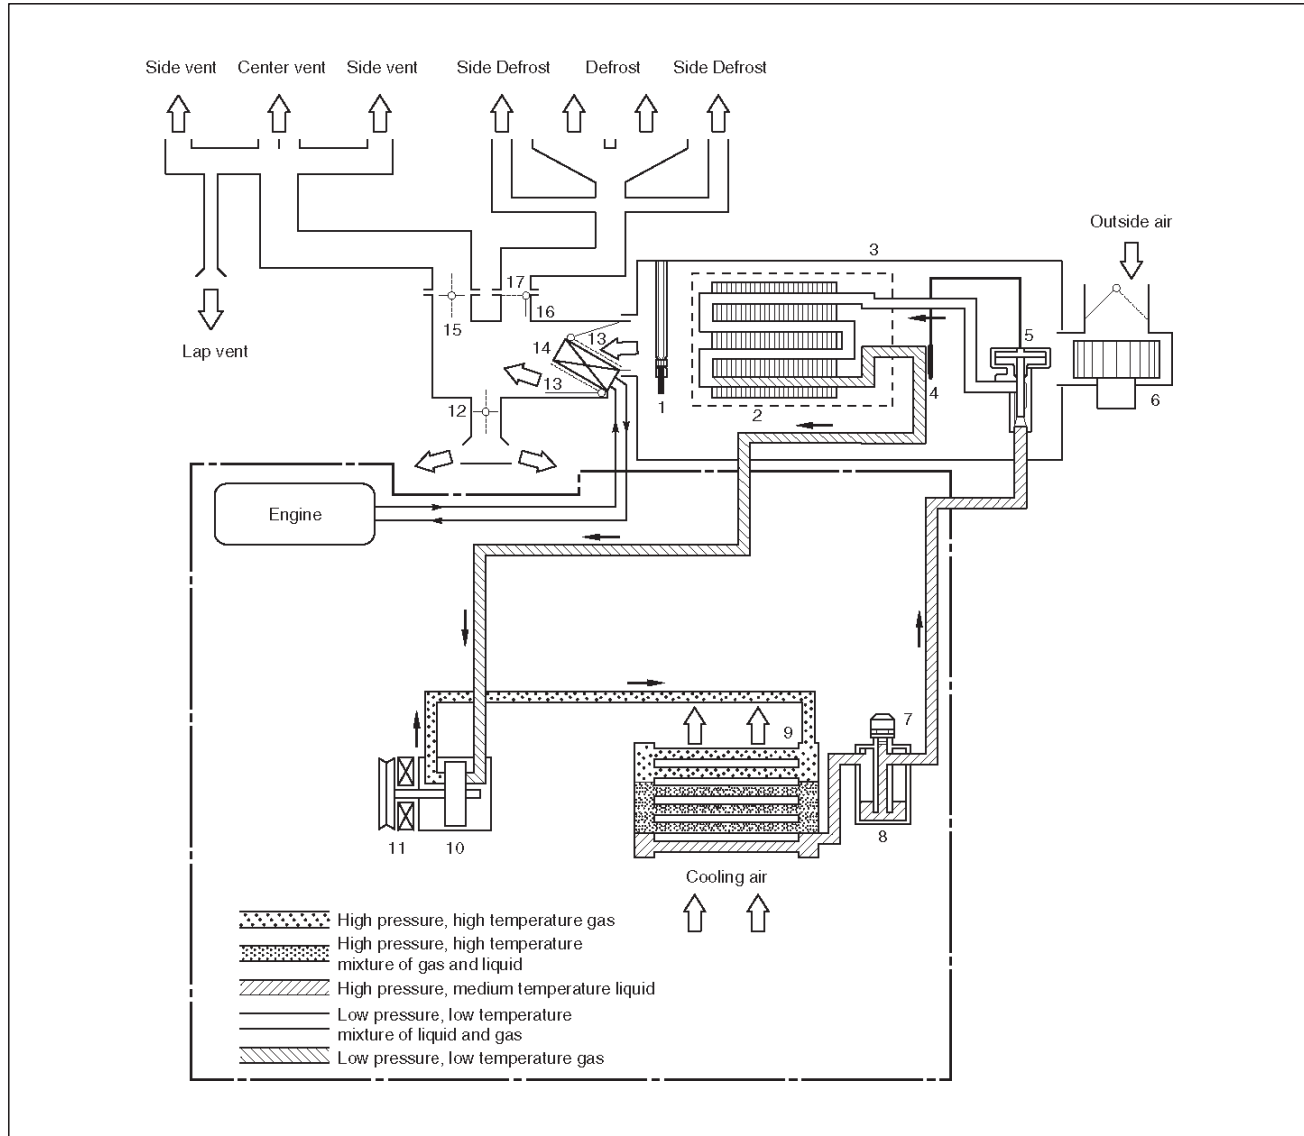 Side vent Center vent Side vent Side Defrost Defrost Side Defrost
Outside air
3
17
16
15
5
13
14
Lap vent
13
4
1
2
6
12
Engine
7
9
8
11 10
Cooling air
High pressure, high temperature gas
High pressure, high temperature
mixture of gas and liquid
High pressure, medium temperature liquid
Low pressure, low temperature
mixture of liquid and gas
Low pressure, low temperature gas